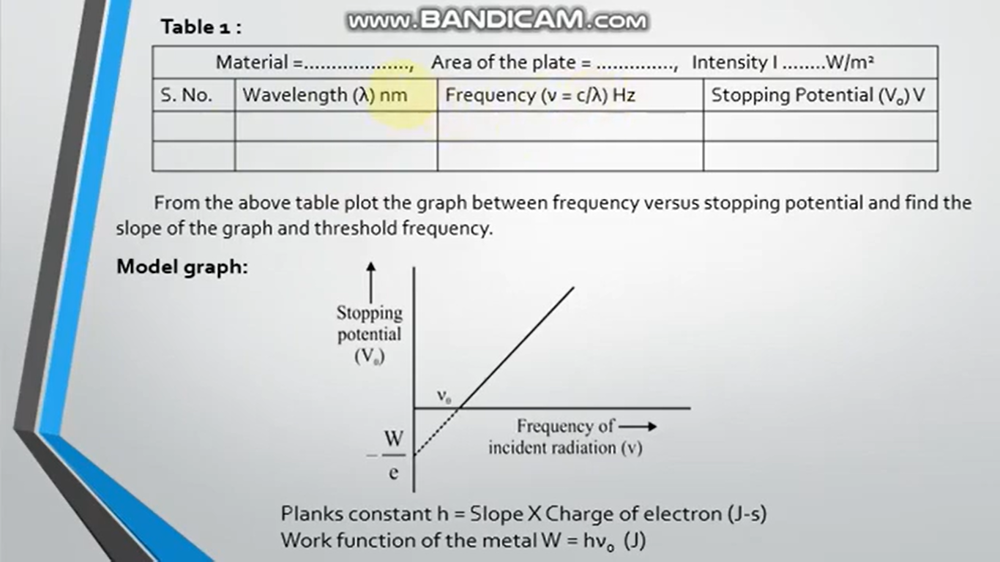 www.BANDICAM.com
Table 1 :
Material =..................., Area of the plate = .............., Intensity I ........W/m²
S. No. Wavelength (λ) nm Frequency (ν = c/λ) Hz Stopping Potential (V₀) V
From the above table plot the graph between frequency versus stopping potential and find the
slope of the graph and threshold frequency.
Model graph:
Stopping
potential
(V₀)
ν₀
Frequency of
incident radiation (ν)
– W
e
Planks constant h = Slope X Charge of electron (J-s)
Work function of the metal W = hν₀ (J)